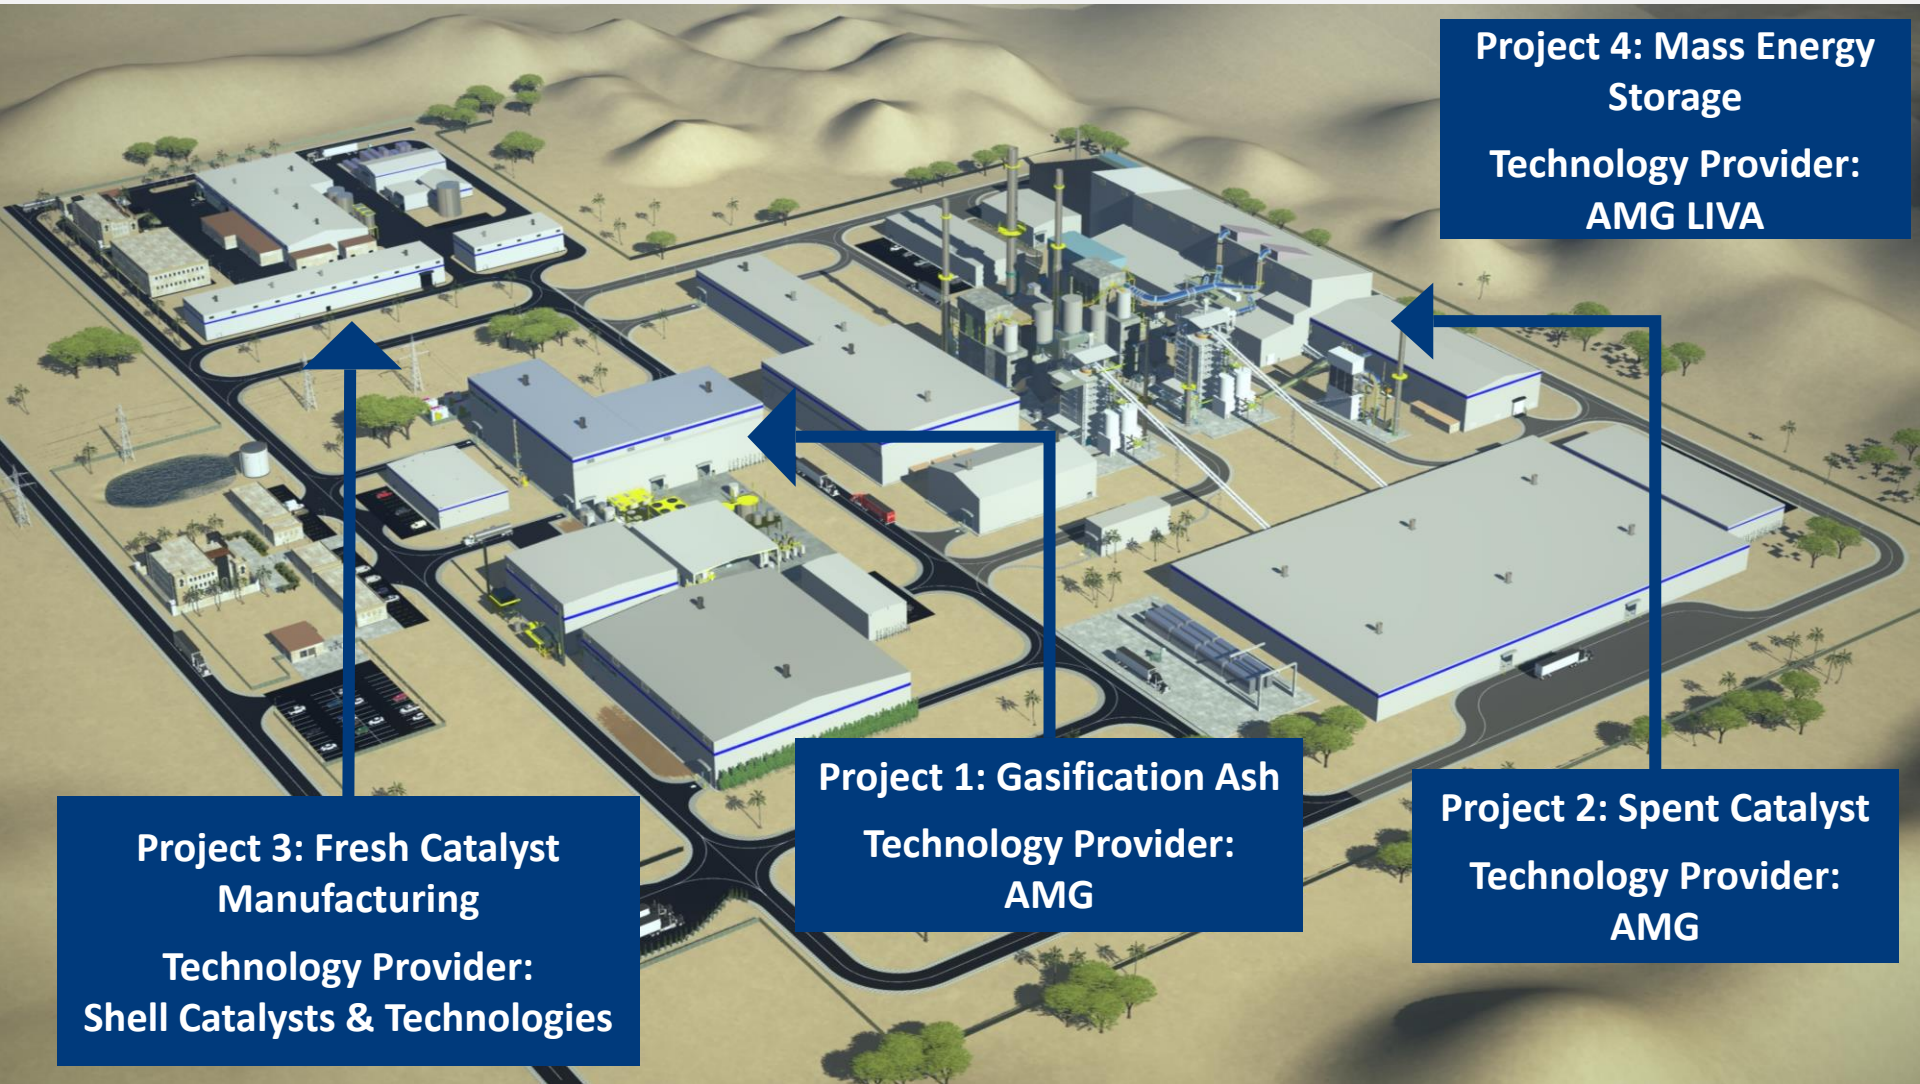 Project 4: Mass Energy
Storage
Technology Provider:
AMG LIVA
Project 3: Fresh Catalyst
Manufacturing
Technology Provider:
Shell Catalysts & Technologies
Project 1: Gasification Ash
Technology Provider:
AMG
Project 2: Spent Catalyst
Technology Provider:
AMG